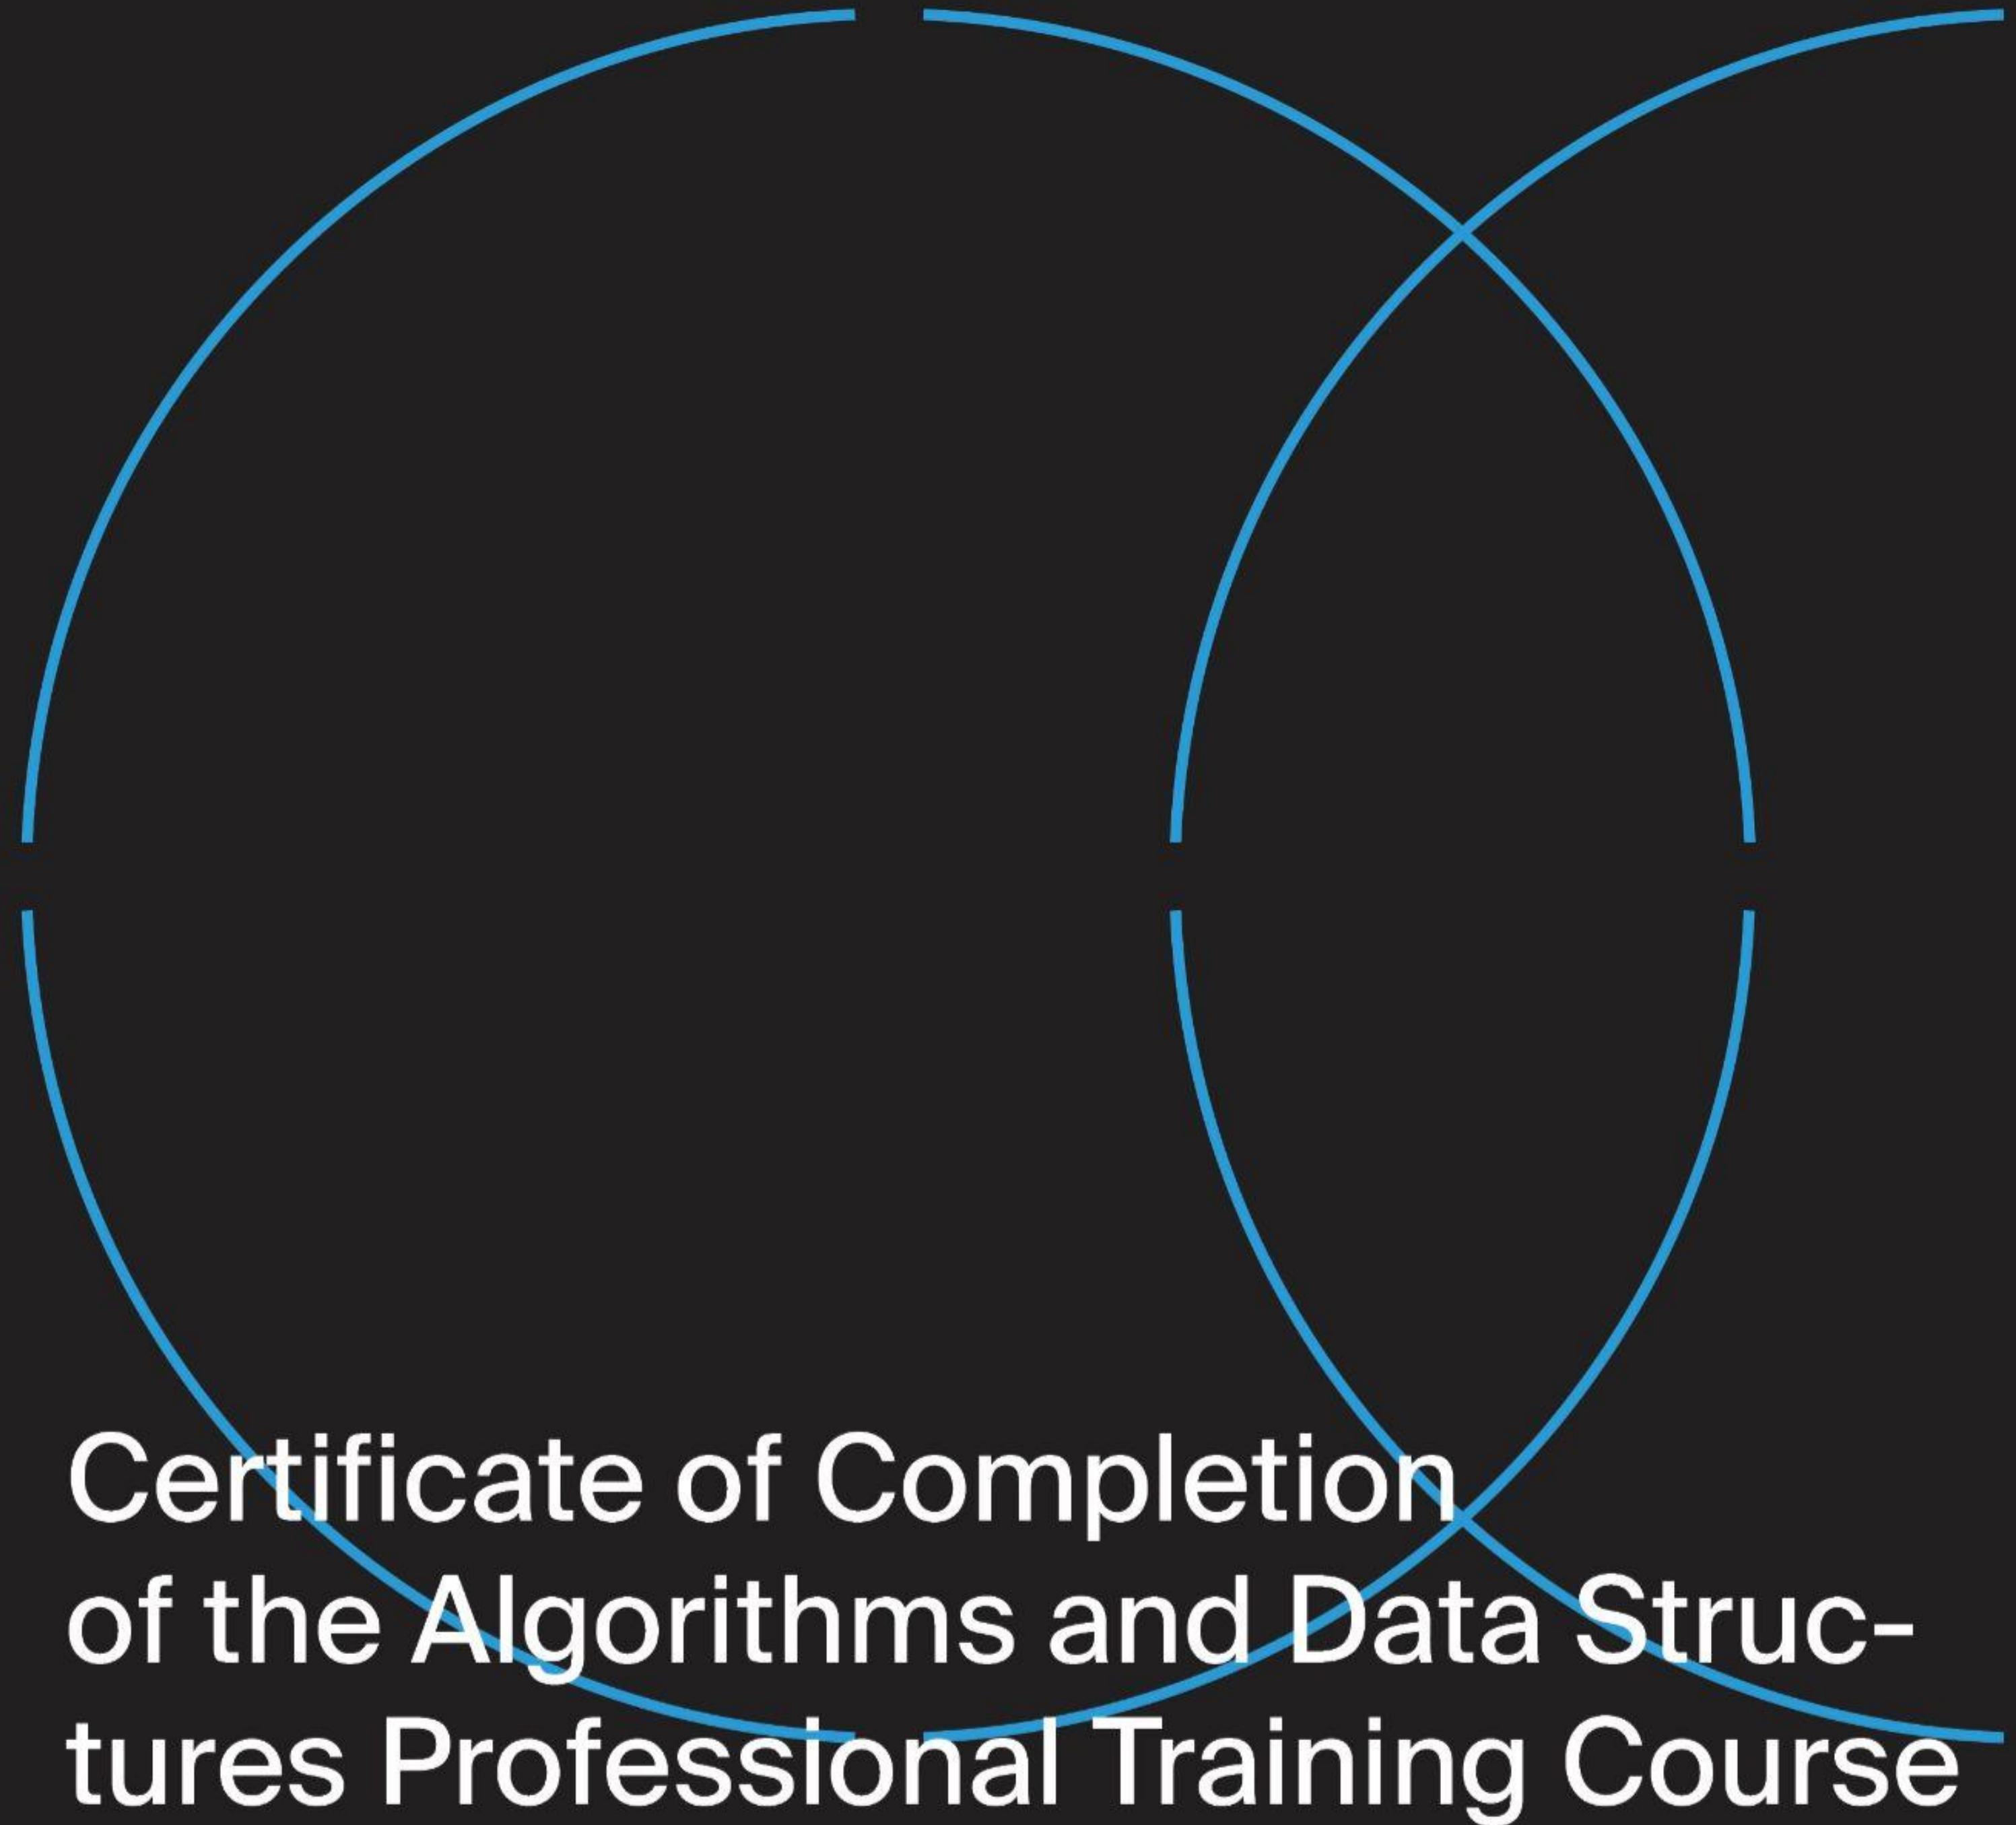 Certificate of Completion
of the Algorithms and Data Struc-
tures Professional Training Course